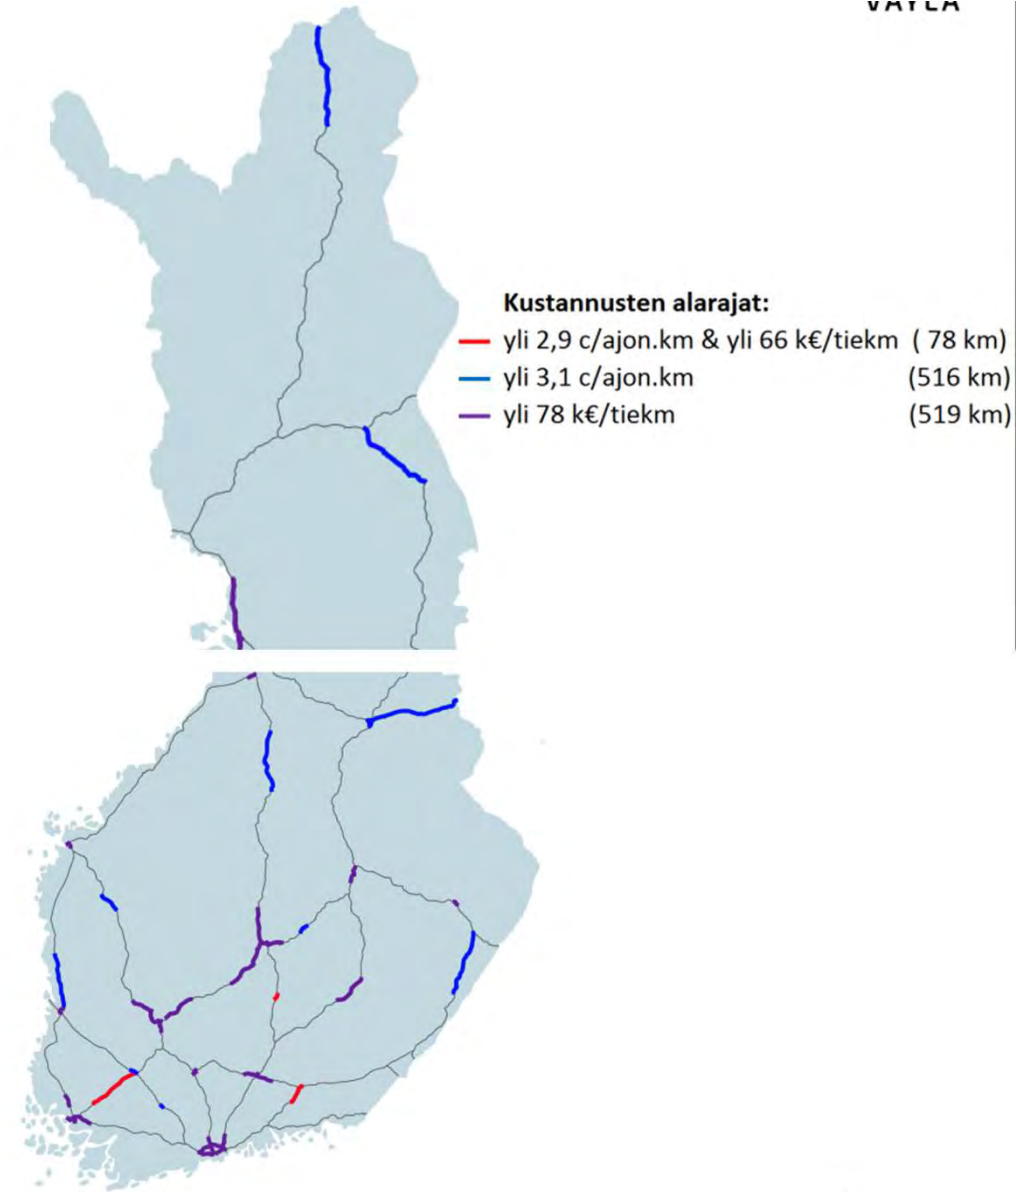 VÄYLÄ
Kustannusten alarajat:
yli 2,9 c/ajon.km & yli 66 k€/tiekm ( 78 km)
yli 3,1 c/ajon.km (516 km)
yli 78 k€/tiekm (519 km)